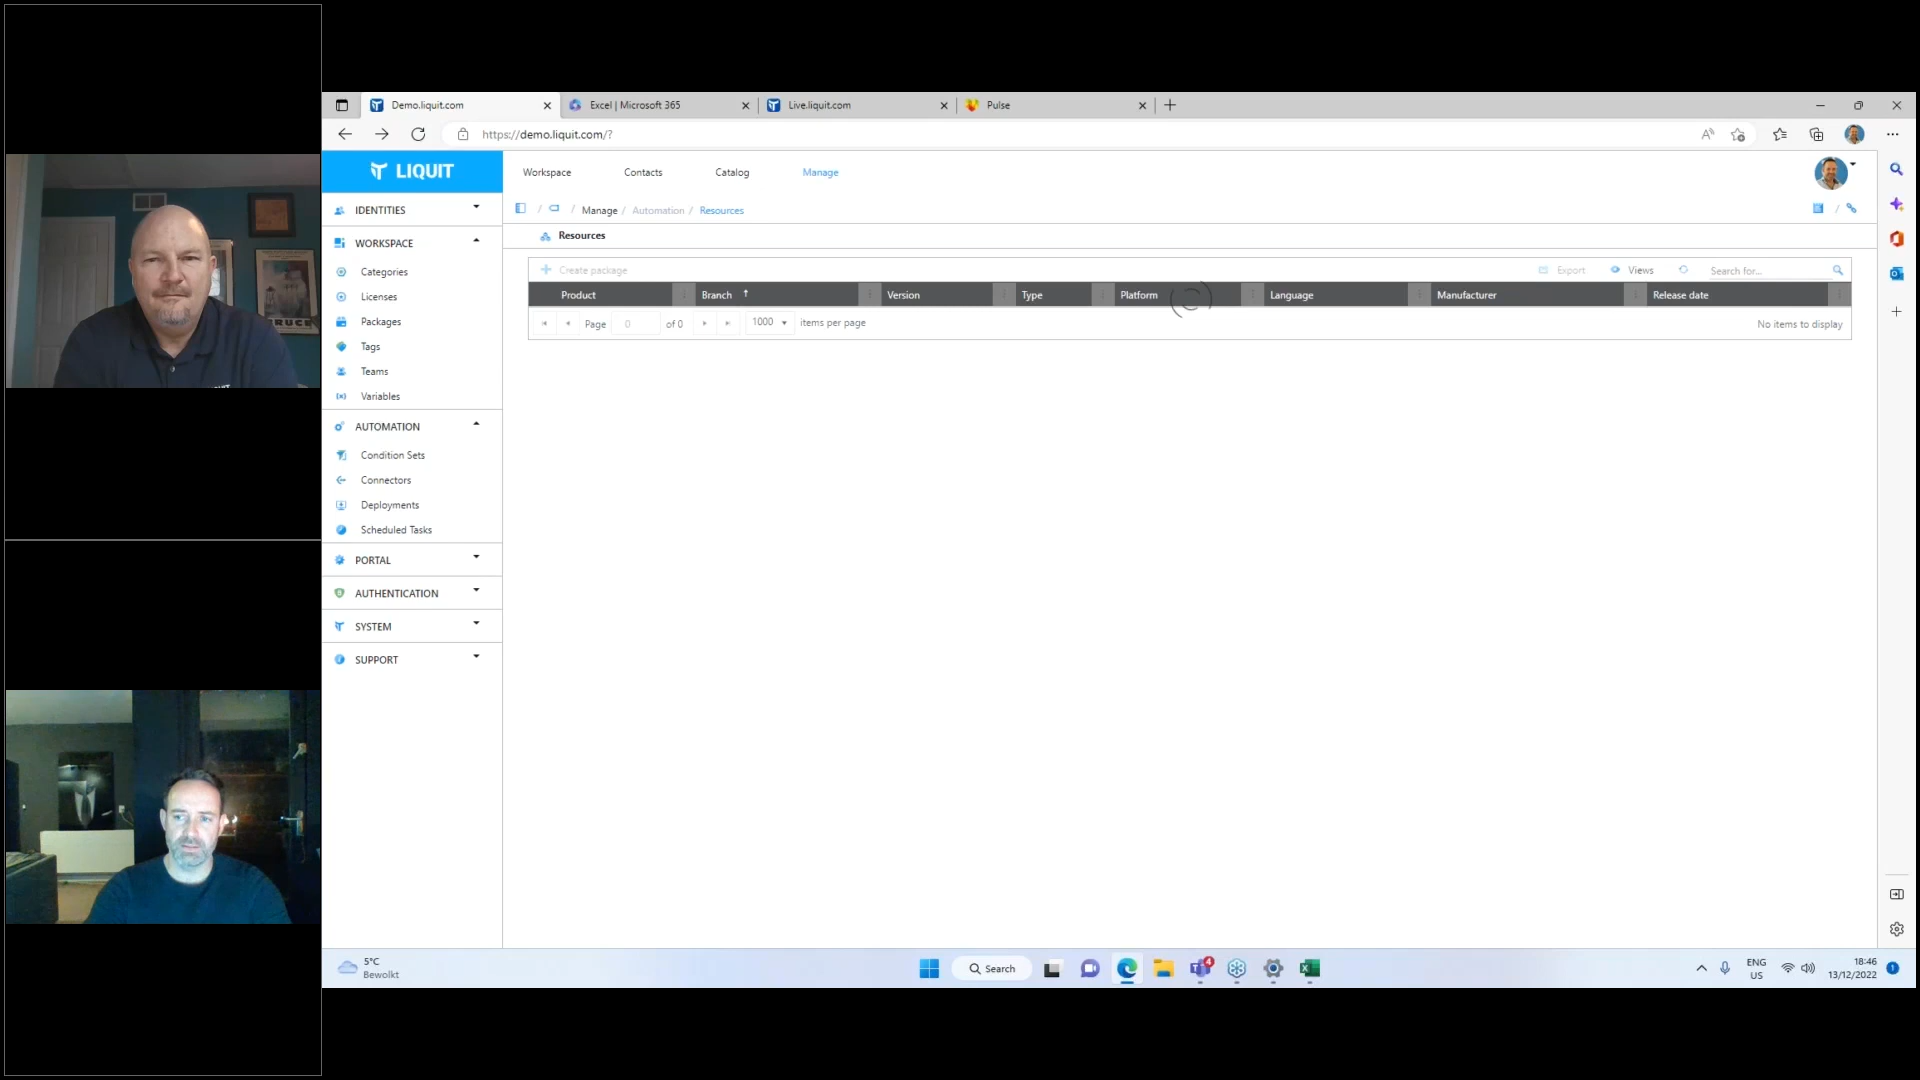 Demo.liquit.com
Excel | Microsoft 365
Live.liquit.com
Pulse
https://demo.liquit.com/?
LIQUIT
Workspace
Contacts
Catalog
Manage
IDENTITIES
WORKSPACE
Categories
Licenses
Packages
Tags
Teams
Variables
AUTOMATION
Condition Sets
Connectors
Deployments
Scheduled Tasks
PORTAL
AUTHENTICATION
SYSTEM
SUPPORT
/ / Manage / Automation / Resources
/
Resources
Create package
Export
Views
Search for...
Product
Branch
Version
Type
Platform
Language
Manufacturer
Release date
Page 0 of 0
1000 items per page
No items to display
5°C
Bewolkt
Search
4
ENG
US
18:46
13/12/2022
1